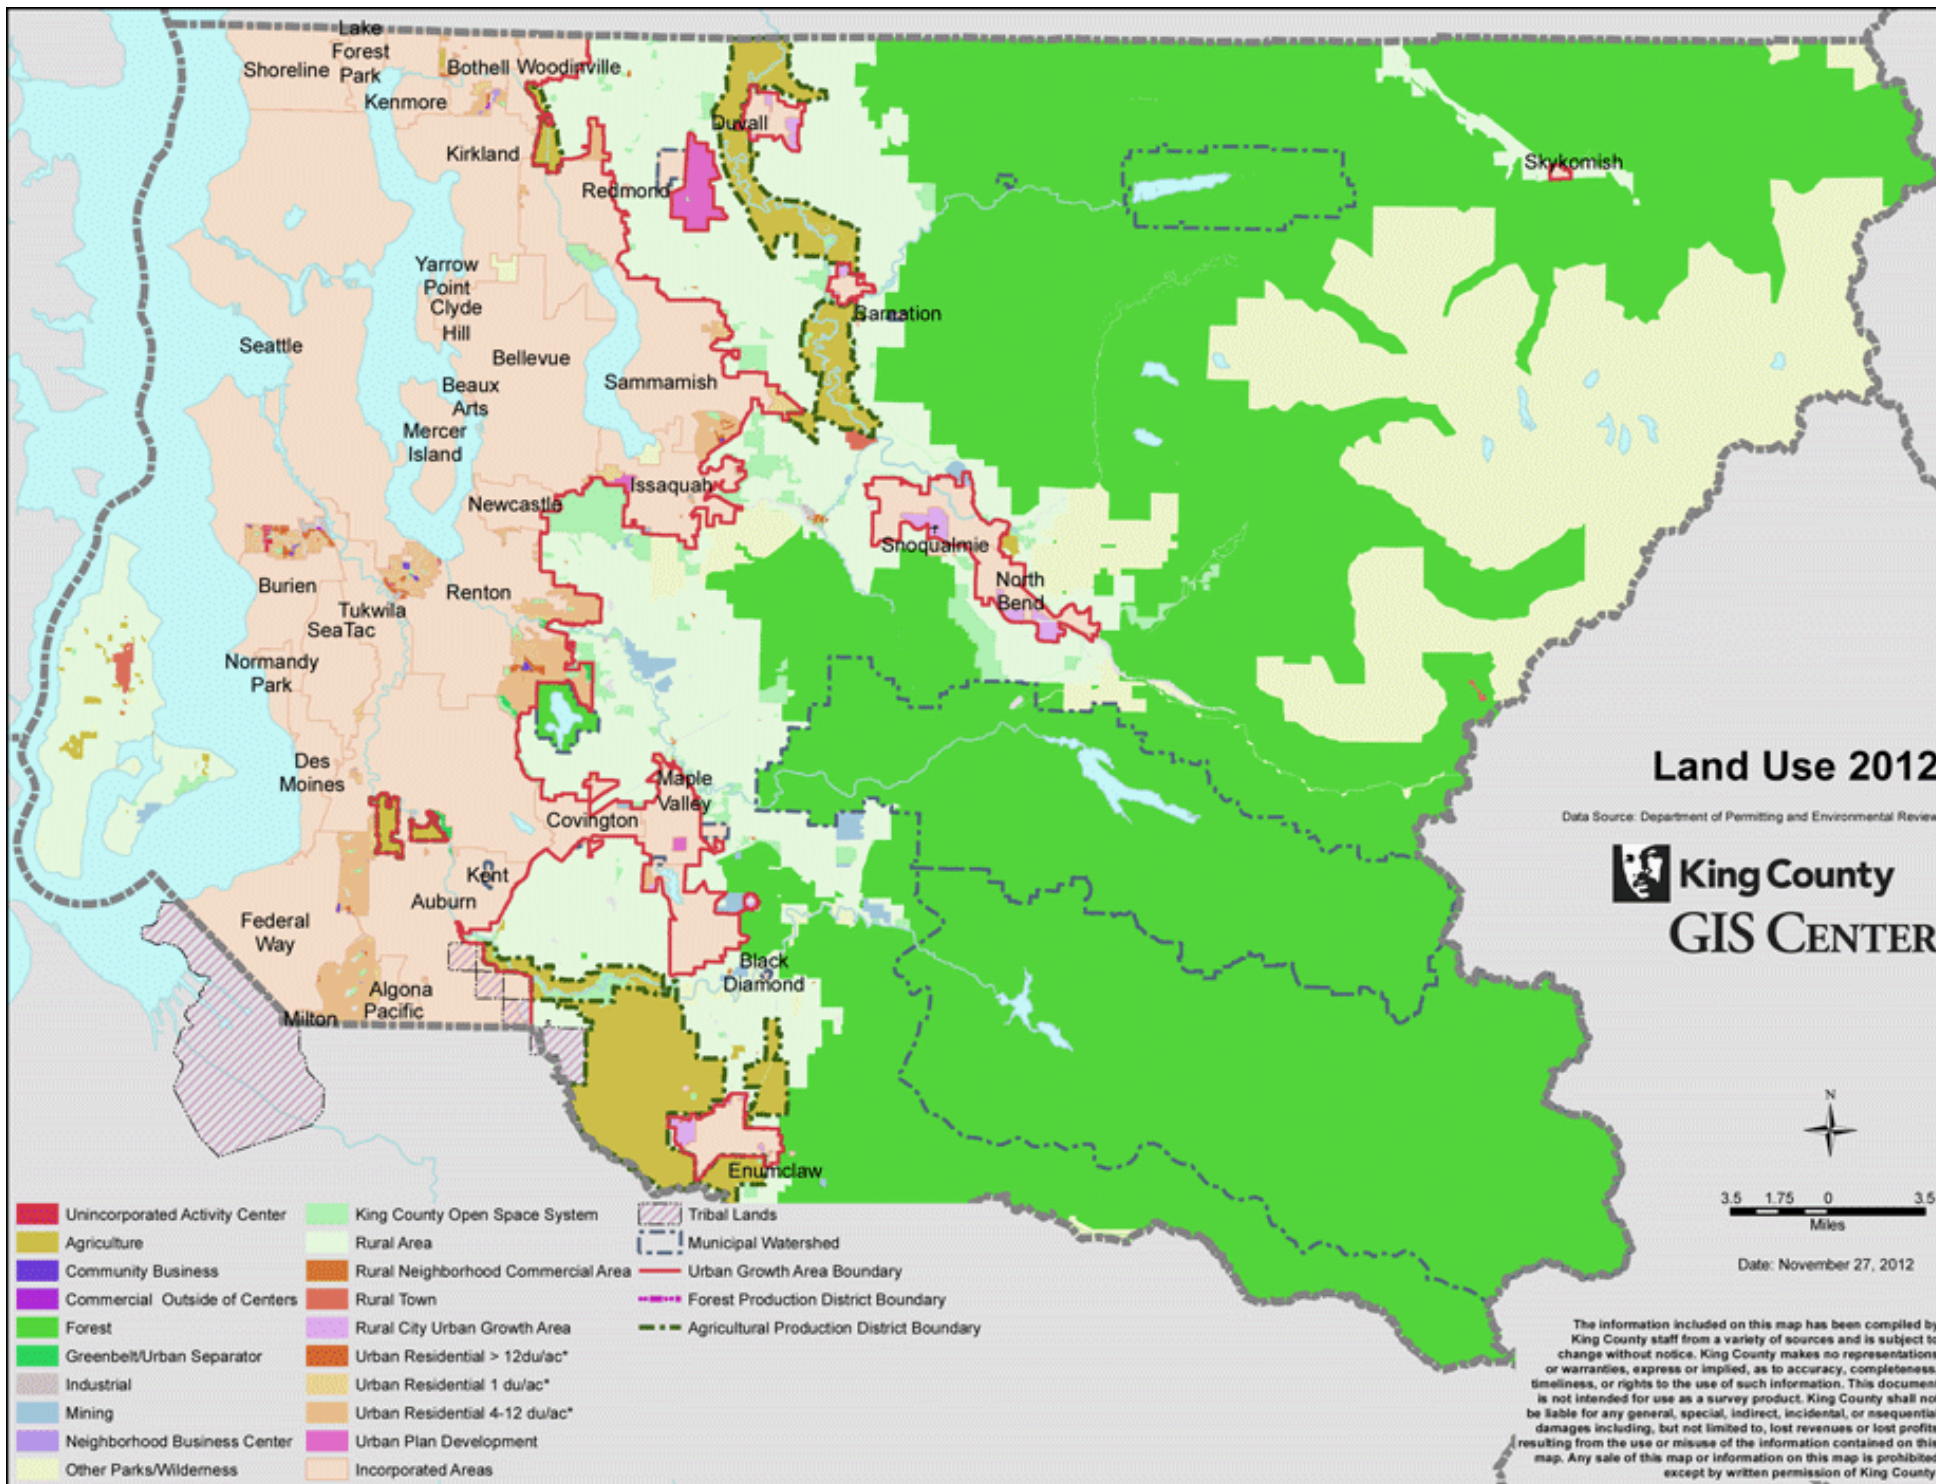 Lake
Forest
Park
Shoreline
Bothell
Woodinville
Kenmore
Duvall
Kirkland
Skykomish
Redmond
Yarrow
Point
Clyde
Hill
Carnation
Seattle
Bellevue
Sammamish
Beaux
Arts
Mercer
Island
Issaquah
Newcastle
Snoqualmie
North
Bend
Burien
Renton
Tukwila
SeaTac
Normandy
Park
Des
Moines
Maple
Valley
Covington
Kent
Auburn
Federal
Way
Black
Diamond
Algona
Pacific
Milton
Enumclaw
Land Use 2012
Data Source: Department of Permitting and Environmental Review
King County
GIS CENTER
N
3.5 1.75 0 3.5
Miles
Date: November 27, 2012
Unincorporated Activity Center
Agriculture
Community Business
Commercial Outside of Centers
Forest
Greenbelt/Urban Separator
Industrial
Mining
Neighborhood Business Center
Other Parks/Wilderness
King County Open Space System
Rural Area
Rural Neighborhood Commercial Area
Rural Town
Rural City Urban Growth Area
Urban Residential > 12du/ac*
Urban Residential 1 du/ac*
Urban Residential 4-12 du/ac*
Urban Plan Development
Incorporated Areas
Tribal Lands
Municipal Watershed
Urban Growth Area Boundary
Forest Production District Boundary
Agricultural Production District Boundary
The information included on this map has been compiled by
King County staff from a variety of sources and is subject to
change without notice. King County makes no representations
or warranties, express or implied, as to accuracy, completeness,
timeliness, or rights to the use of such information. This document
is not intended for use as a survey product. King County shall not
be liable for any general, special, indirect, incidental, or nsequential
damages including, but not limited to, lost revenues or lost profits
resulting from the use or misuse of the information contained on this
map. Any sale of this map or information on this map is prohibited
except by written permission of King County